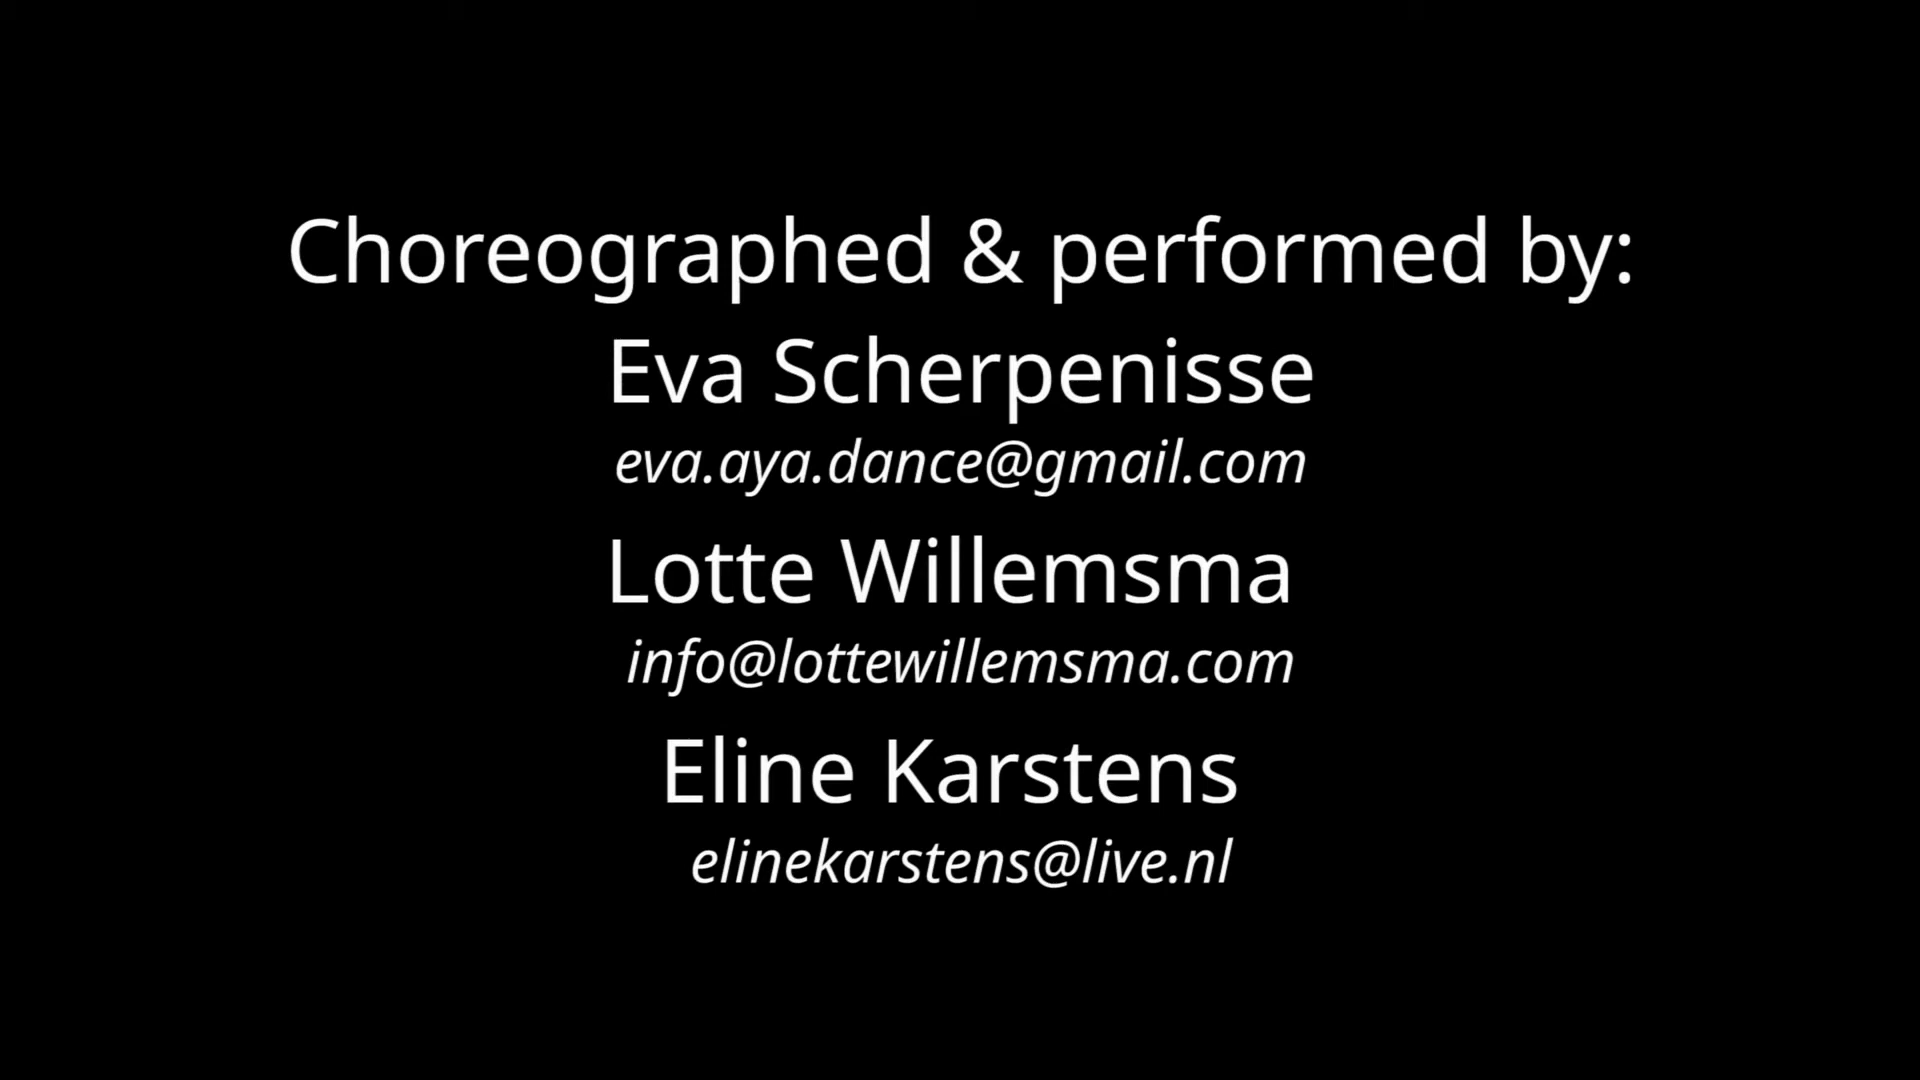 Choreographed & performed by:
Eva Scherpenisse
eva.aya.dance@gmail.com
Lotte Willemsma
info@lottewillemsma.com
Eline Karstens
elinekarstens@live.nl